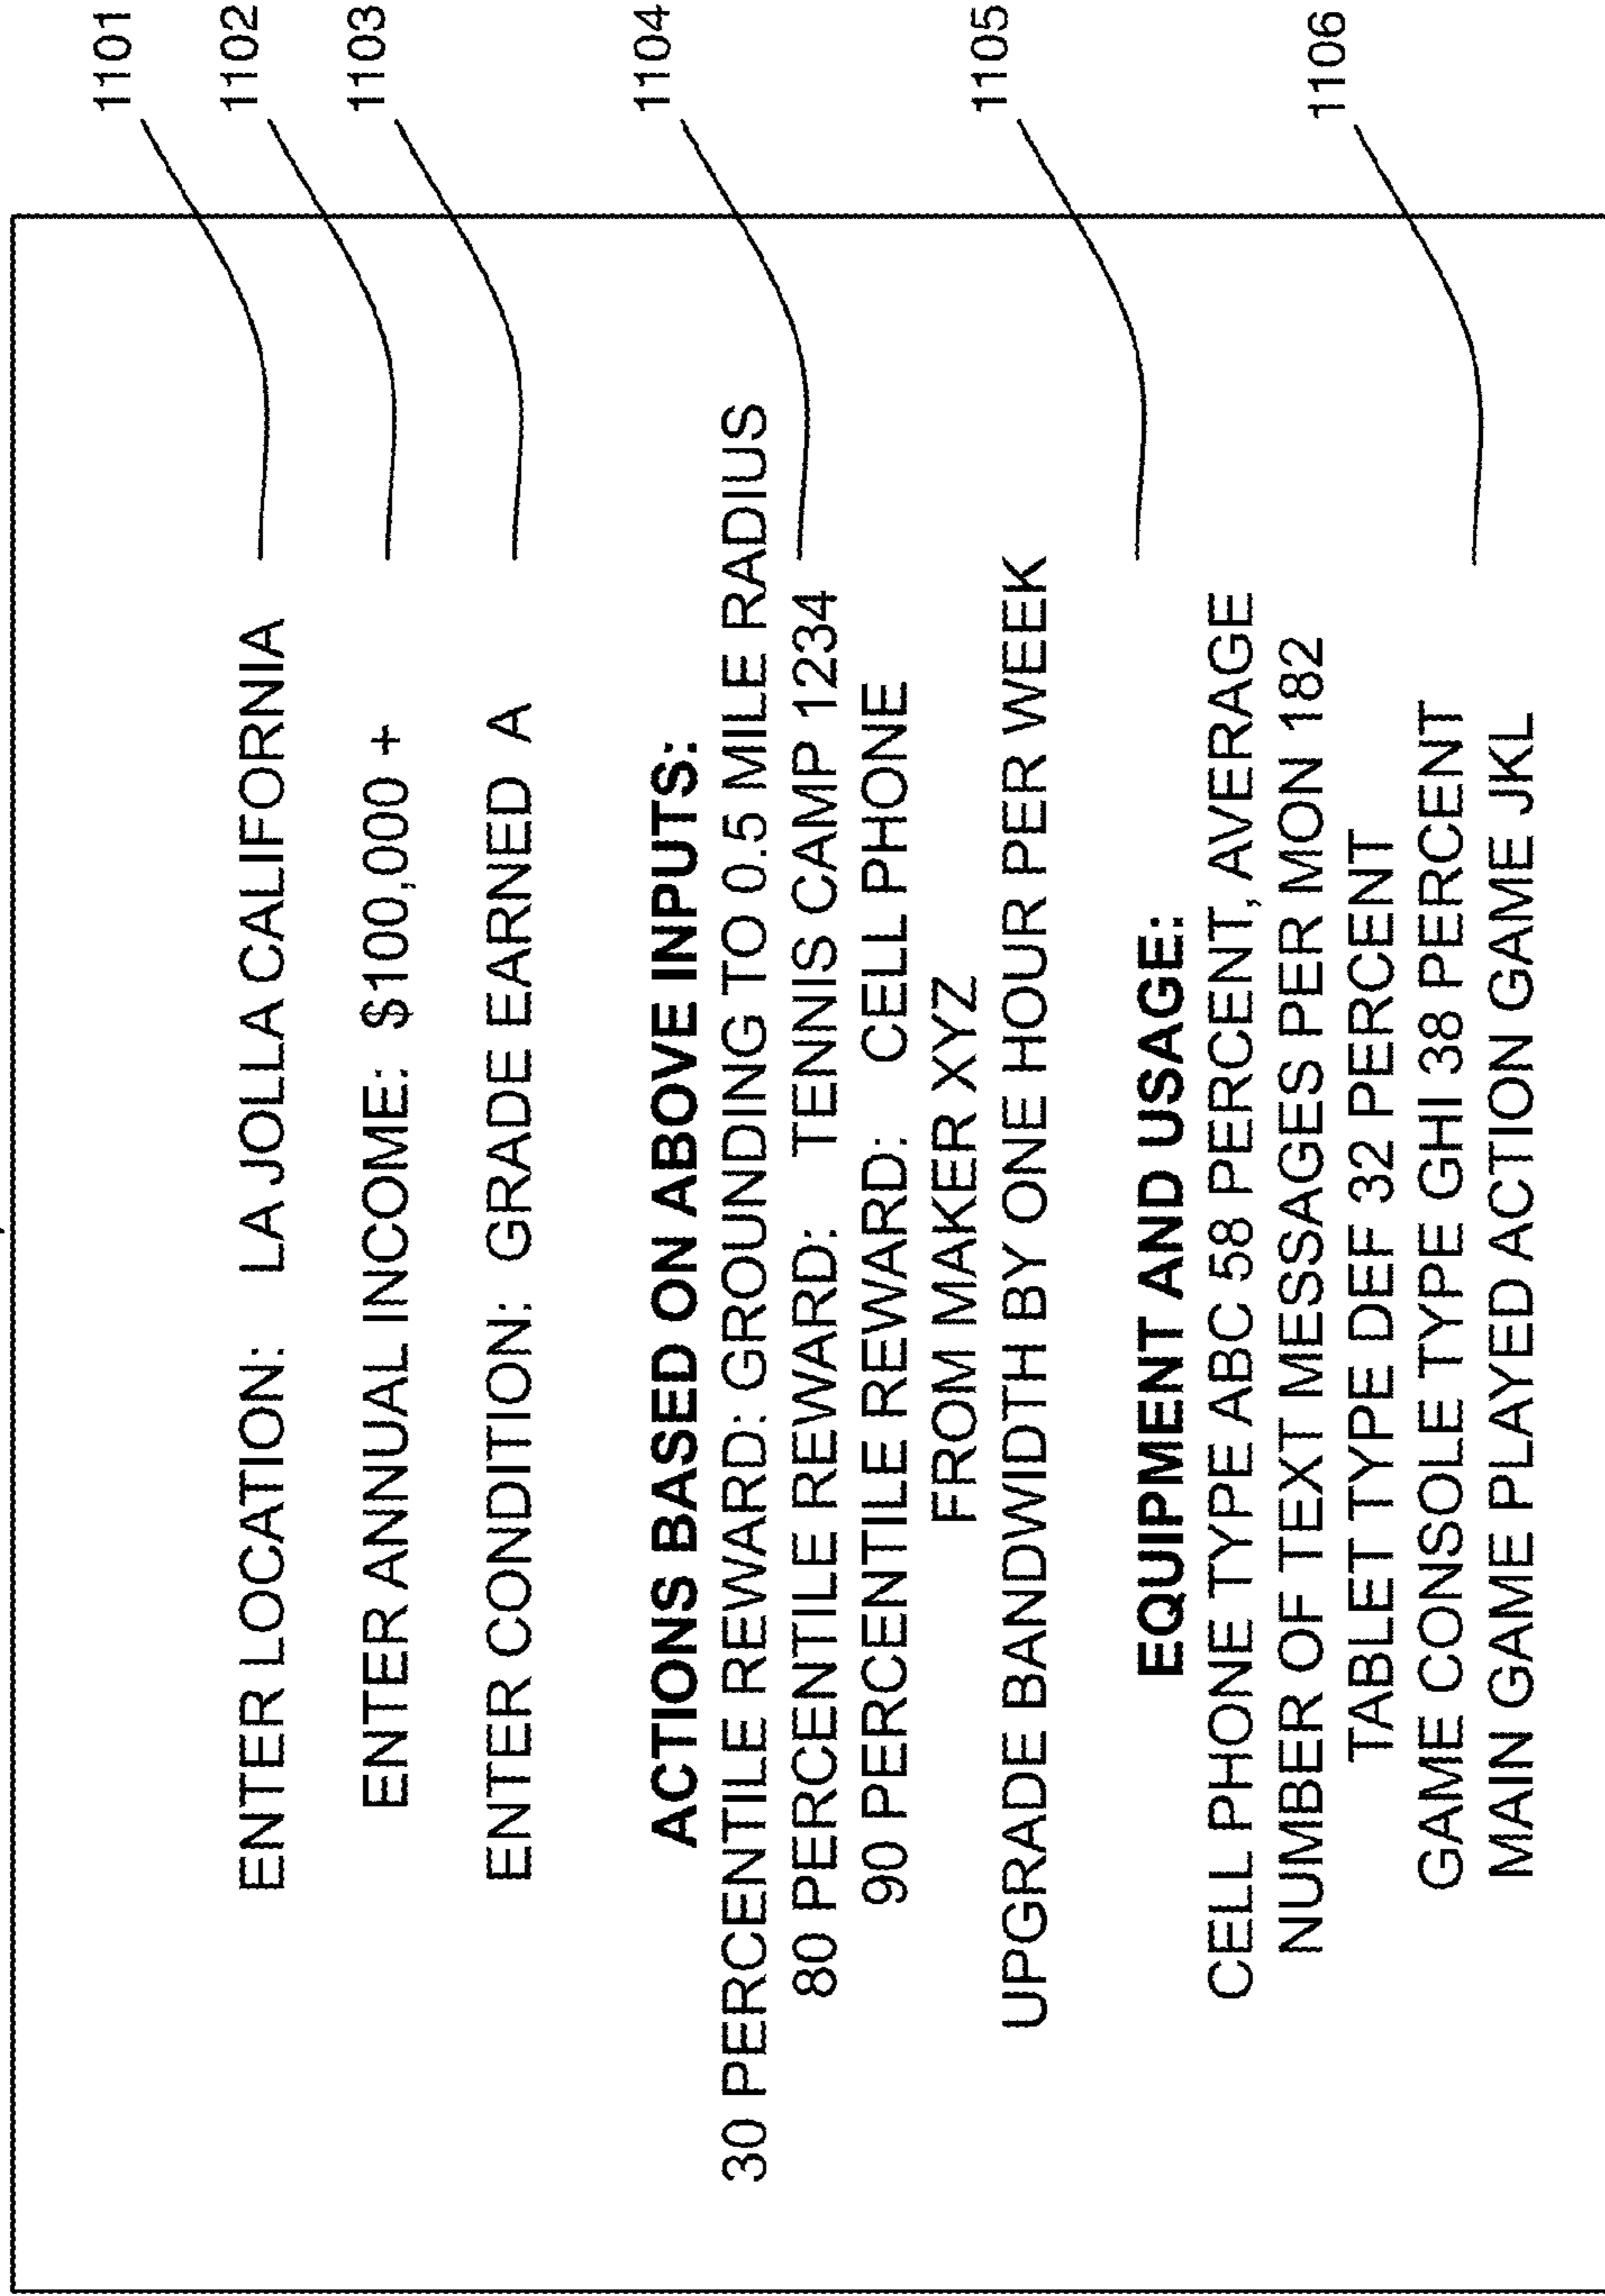 ENTER LOCATION: LA JOLLA CALIFORNIA
1101
ENTER ANNUAL INCOME: $100,000 +
1102
ENTER CONDITION: GRADE EARNED A
1103
ACTIONS BASED ON ABOVE INPUTS:
30 PERCENTILE REWARD: GROUNDING TO 0.5 MILE RADIUS
80 PERCENTILE REWARD: TENNIS CAMP 1234
1104
90 PERCENTILE REWARD: CELL PHONE
FROM MAKER XYZ
UPGRADE BANDWIDTH BY ONE HOUR PER WEEK
1105
EQUIPMENT AND USAGE:
CELL PHONE TYPE ABC 58 PERCENT, AVERAGE
NUMBER OF TEXT MESSAGES PER MON 182
TABLET TYPE DEF 32 PERCENT
GAME CONSOLE TYPE GHI 38 PERCENT
1106
MAIN GAME PLAYED ACTION GAME JKL